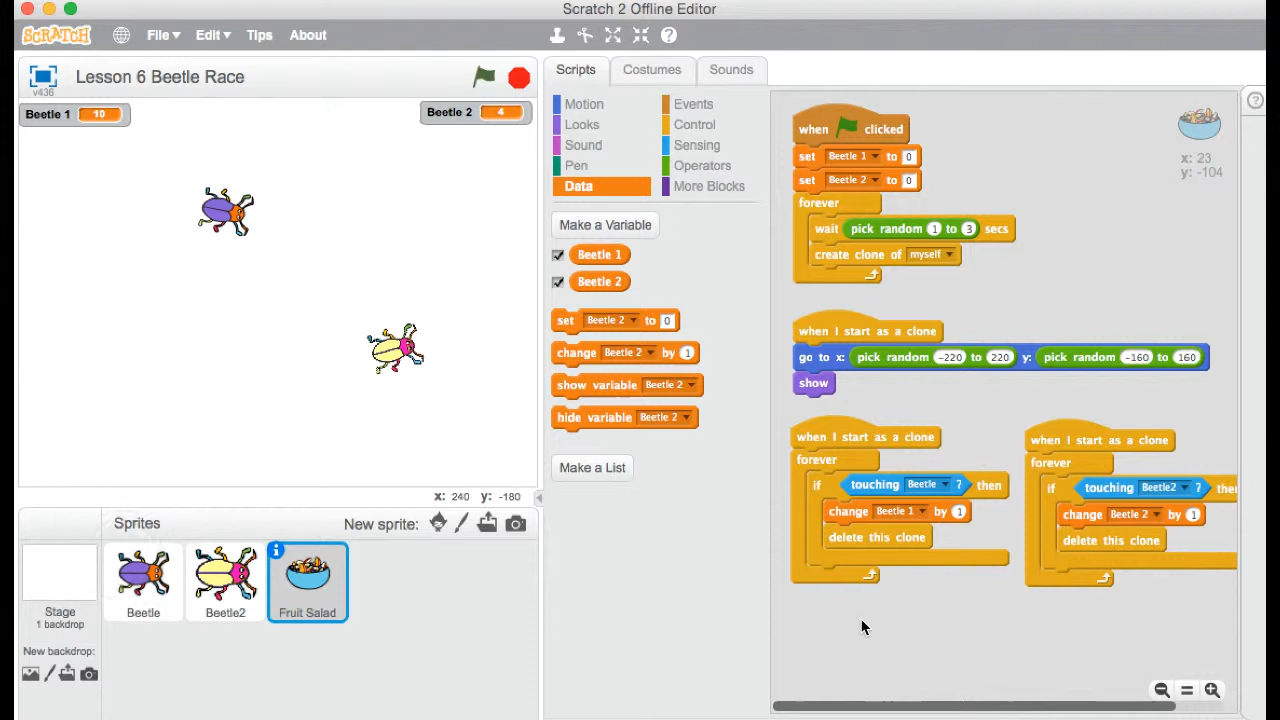 Scratch 2 Offline Editor
SCRATCH File Edit Tips About
v436
Lesson 6 Beetle Race
Beetle 1 10
Beetle 2 4
x: 240 y: -180
Sprites
New sprite:
Stage
1 backdrop
New backdrop:
Beetle
Beetle2
Fruit Salad
Scripts Costumes Sounds
Motion Events
Looks Control
Sound Sensing
Pen Operators
Data More Blocks
Make a Variable
Beetle 1
Beetle 2
set Beetle 2 to 0
change Beetle 2 by 1
show variable Beetle 2
hide variable Beetle 2
Make a List
when clicked
set Beetle 1 to 0
set Beetle 2 to 0
forever
wait pick random 1 to 3 secs
create clone of myself
when I start as a clone
go to x: pick random -220 to 220 y: pick random -160 to 160
show
when I start as a clone
forever
if touching Beetle ? then
change Beetle 1 by 1
delete this clone
when I start as a clone
forever
if touching Beetle2 ? then
change Beetle 2 by 1
delete this clone
x: 23
y: -104